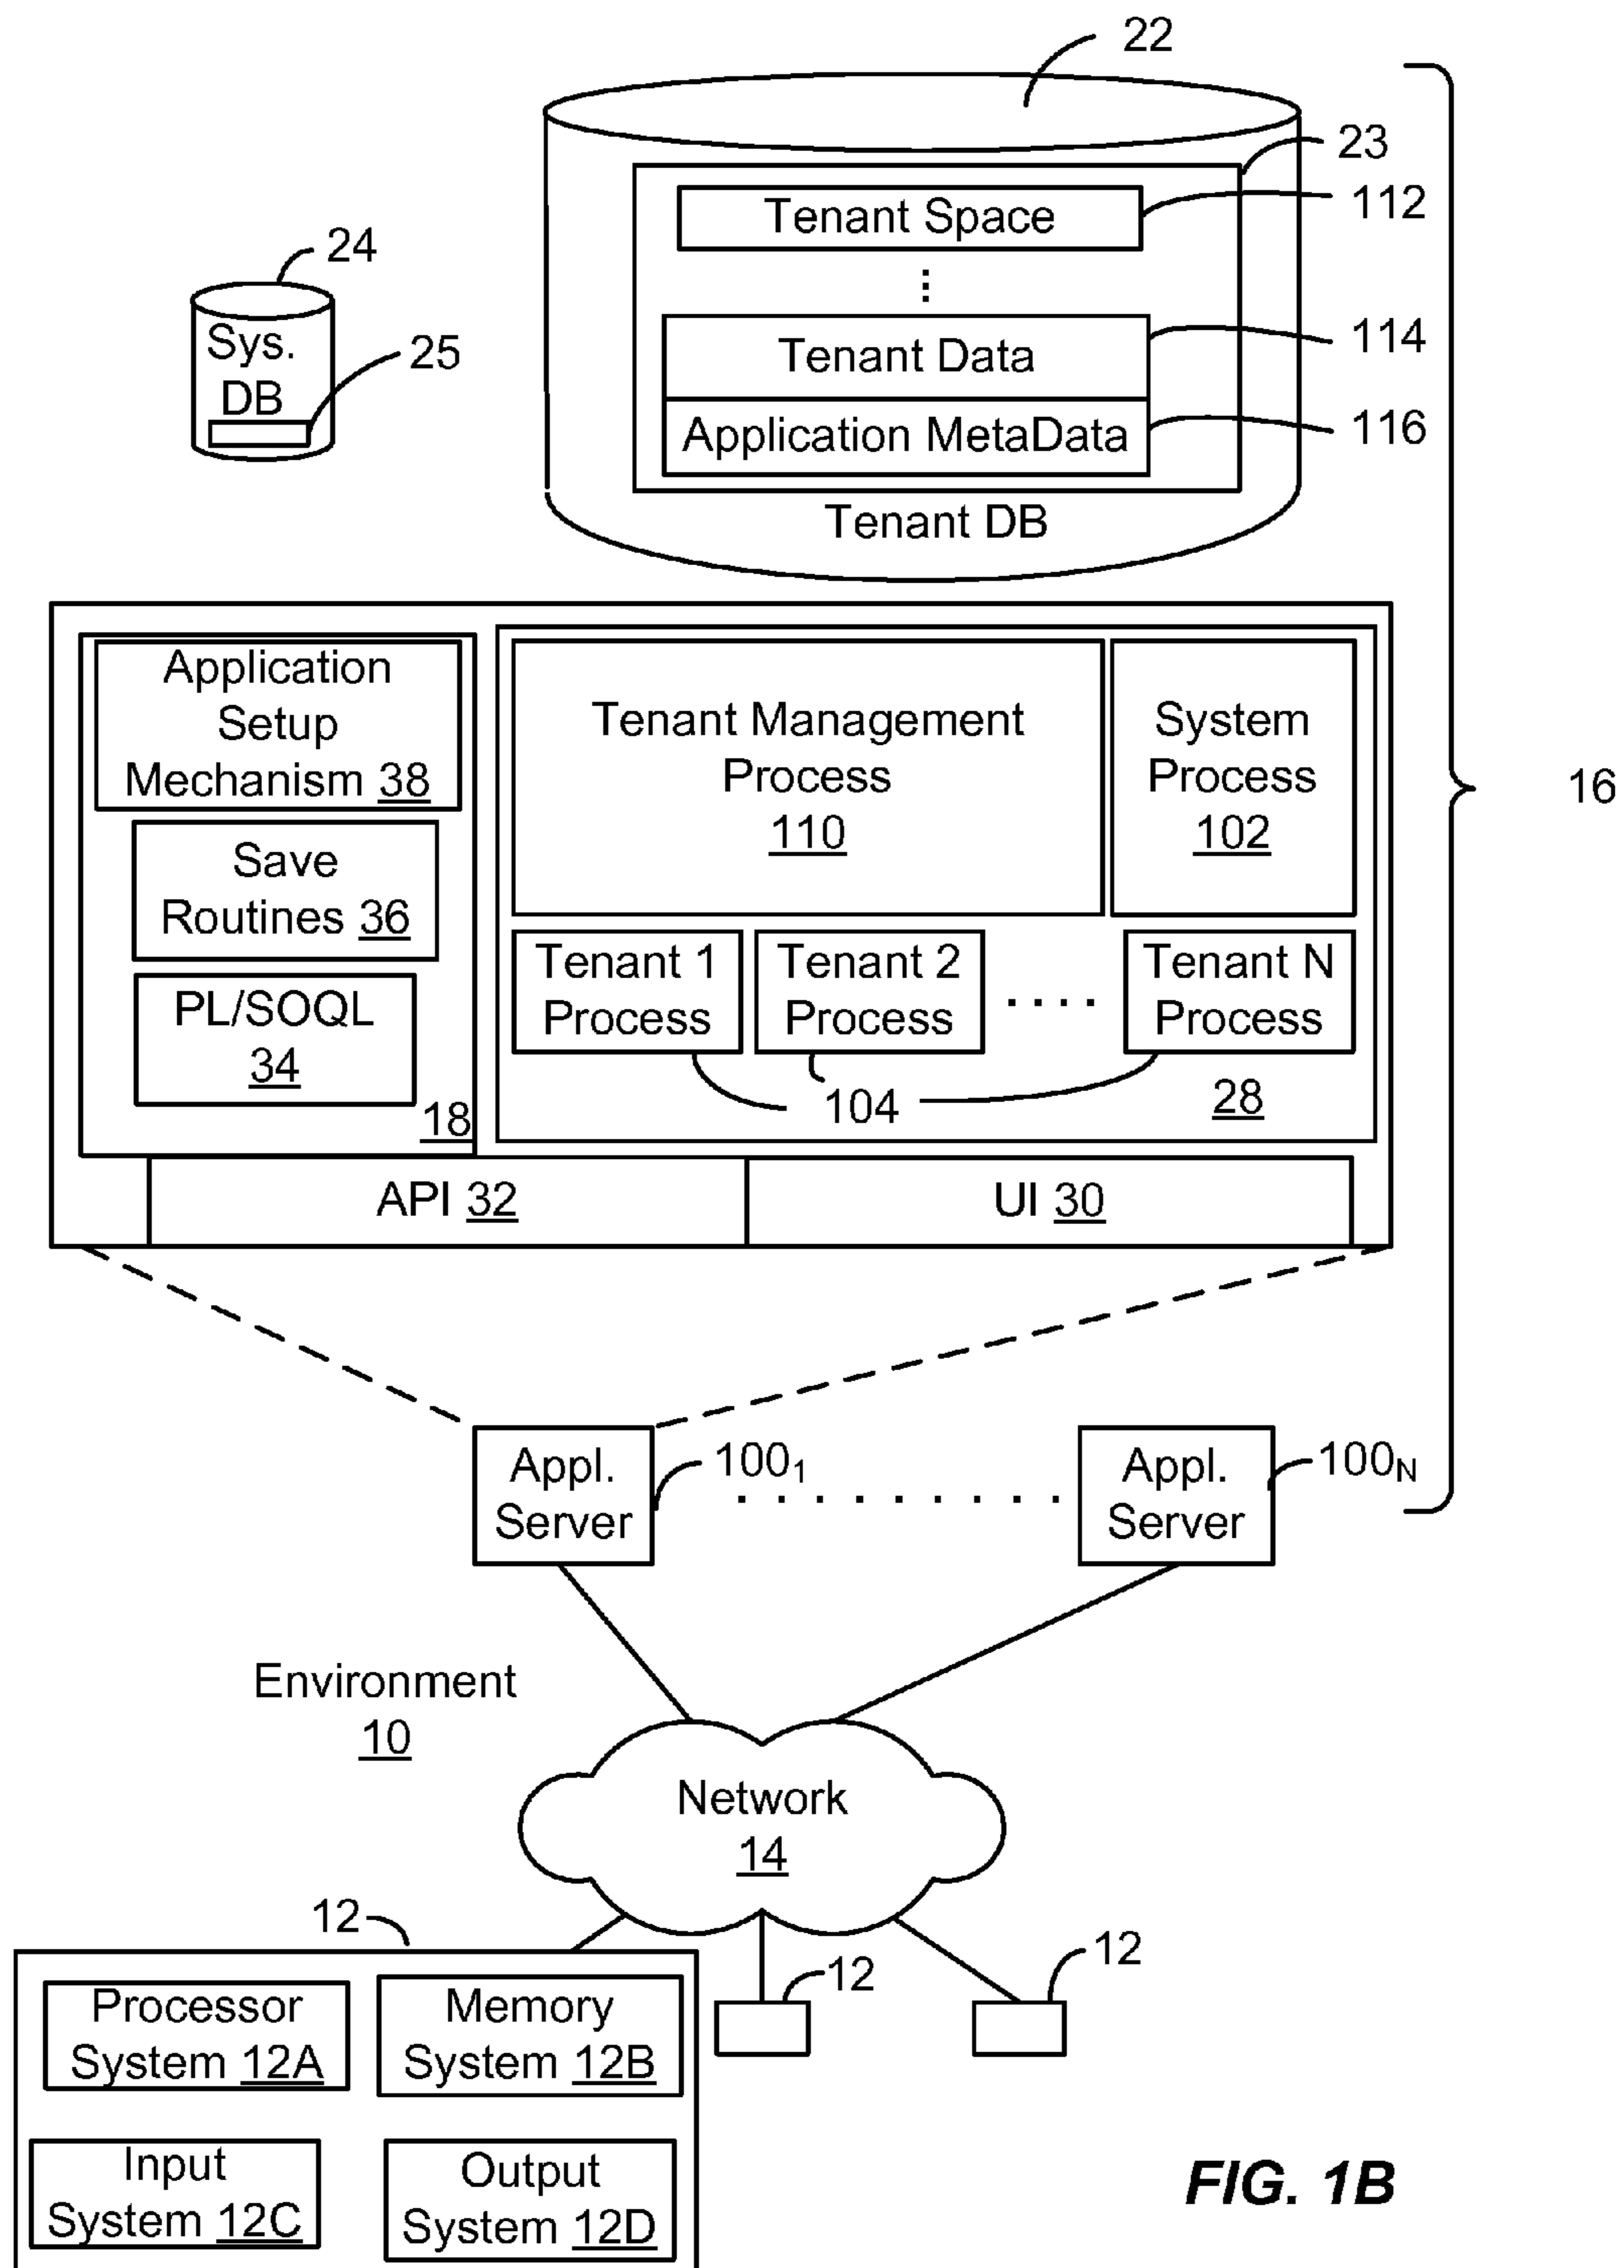 22
23
Tenant Space
112
24
Sys.
DB
25
Tenant Data
114
Application MetaData
116
Tenant DB
16
Application
Setup
Mechanism 38
Save
Routines 36
PL/SOQL
34
18
Tenant Management
Process
110
System
Process
102
Tenant 1
Process
Tenant 2
Process
Tenant N
Process
104
28
API 32
UI 30
Appl.
Server
100₁
Appl.
Server
100N
Environment
10
Network
14
12
12
12
Processor
System 12A
Memory
System 12B
Input
System 12C
Output
System 12D
FIG. 1B